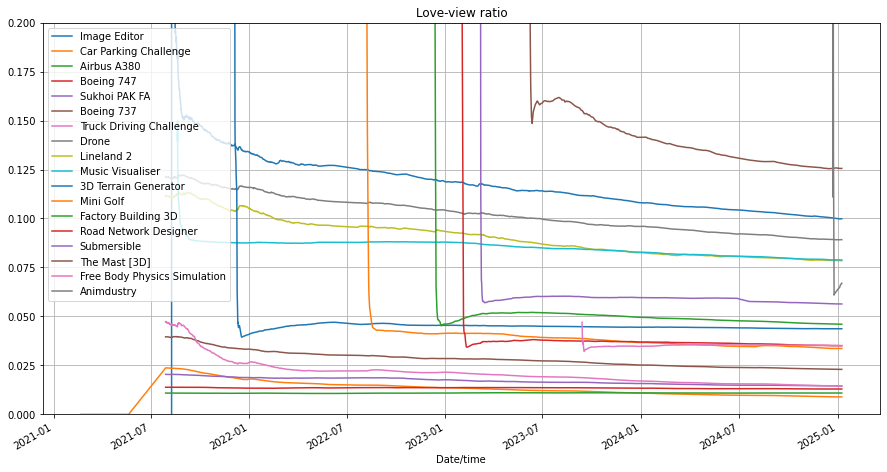 Love-view ratio
0.200
0.175
0.150
0.125
0.100
0.075
0.050
0.025
0.000
Image Editor
Car Parking Challenge
Airbus A380
Boeing 747
Sukhoi PAK FA
Boeing 737
Truck Driving Challenge
Drone
Lineland 2
Music Visualiser
3D Terrain Generator
Mini Golf
Factory Building 3D
Road Network Designer
Submersible
The Mast [3D]
Free Body Physics Simulation
Animdustry
2021-01
2021-07
2022-01
2022-07
2023-01
2023-07
2024-01
2024-07
2025-01
Date/time